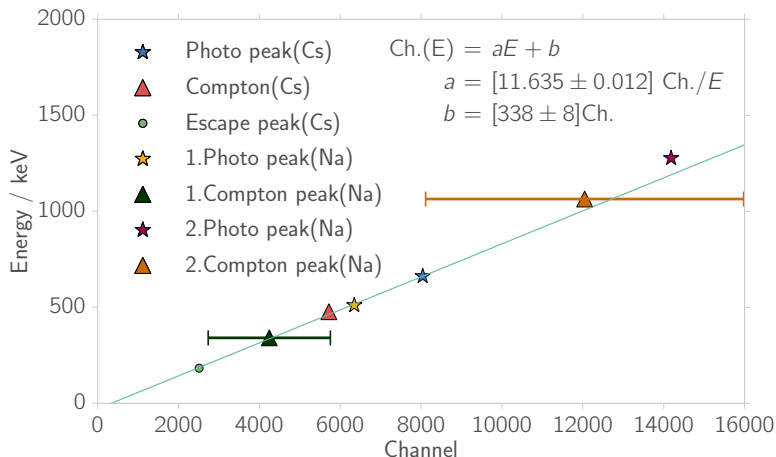 2000
1500
1000
500
0
Energy / keV
Photo peak(Cs)
Compton(Cs)
Escape peak(Cs)
1.Photo peak(Na)
1.Compton peak(Na)
2.Photo peak(Na)
2.Compton peak(Na)
Ch.(E) = aE + b
a = [11.635 ± 0.012] Ch./E
b = [338 ± 8]Ch.
0 2000 4000 6000 8000 10000 12000 14000 16000
Channel